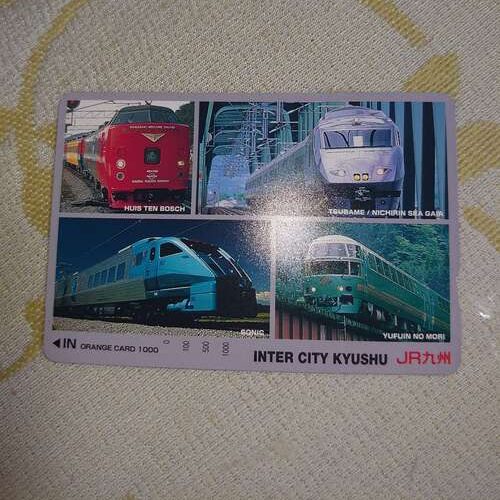 HUIS TEN BOSCH
TSUBAME / NICHIRIN SEA GAIA
SONIC
YUFUIN NO MORI
◀IN ORANGE CARD 1000 0 100 500 1000
INTER CITY KYUSHU JR九州